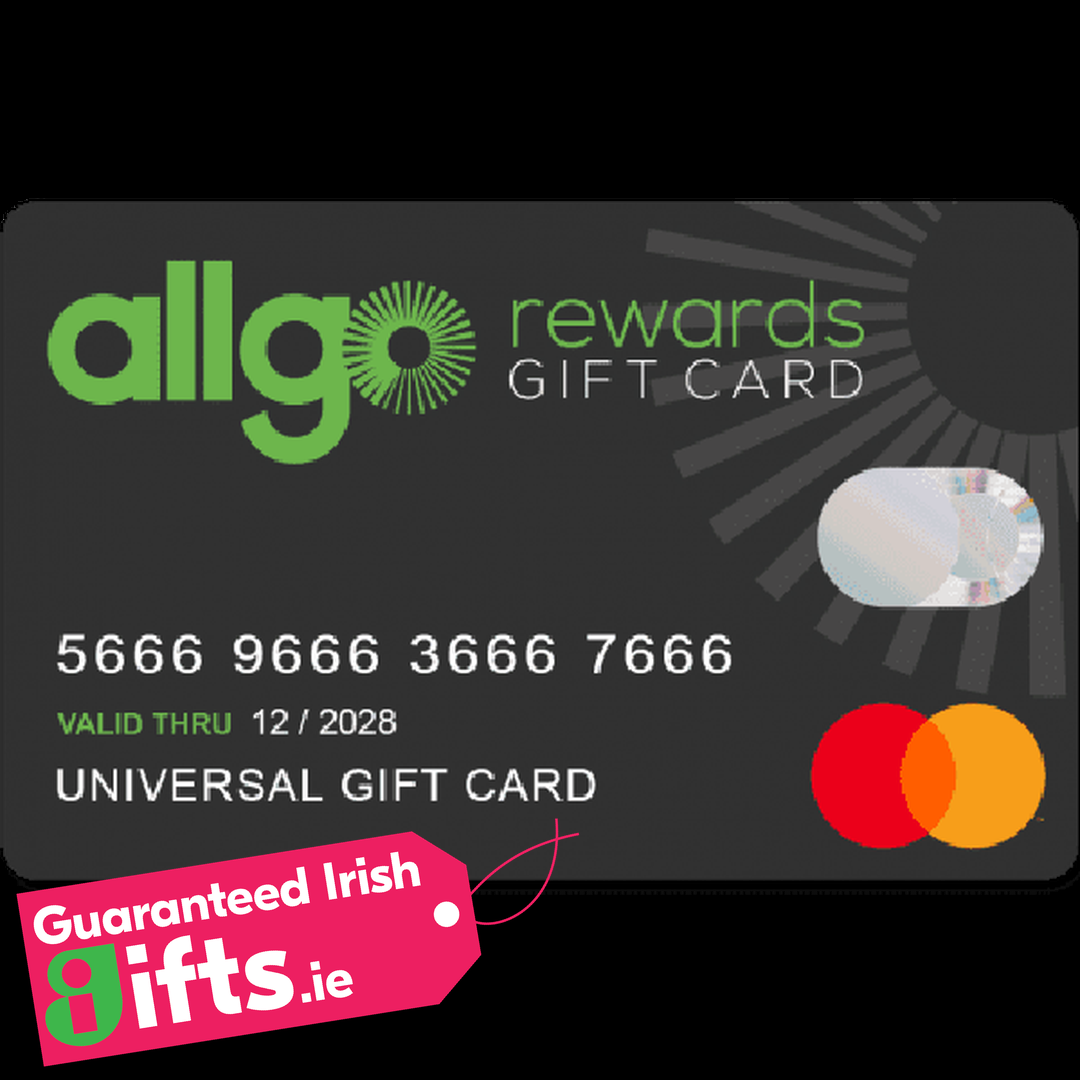 allgo rewards
GIFT CARD
5666 9666 3666 7666
VALID THRU 12 / 2028
UNIVERSAL GIFT CARD
Guaranteed Irish
gifts.ie